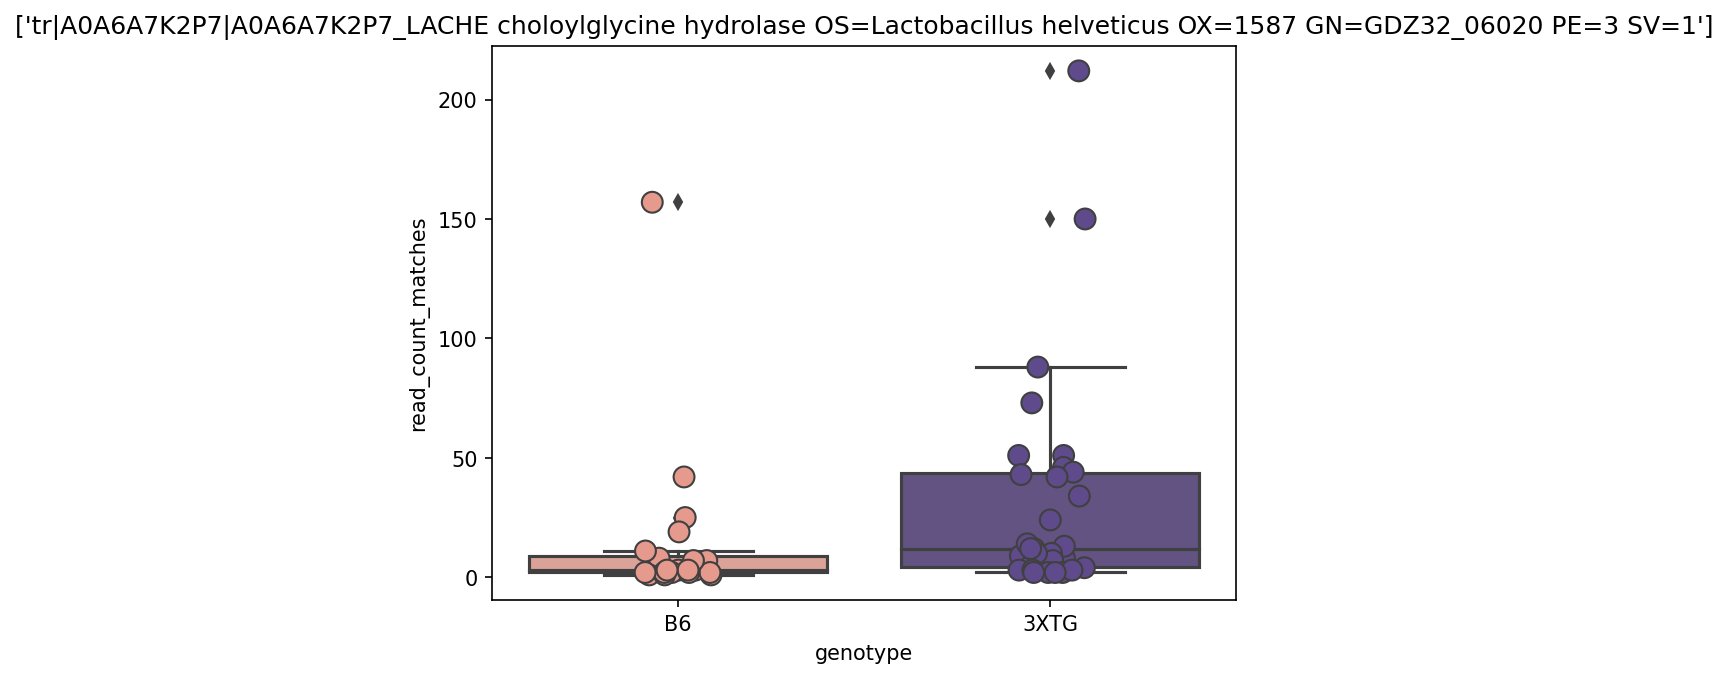 ['tr|A0A6A7K2P7|A0A6A7K2P7_LACHE choloylglycine hydrolase OS=Lactobacillus helveticus OX=1587 GN=GDZ32_06020 PE=3 SV=1']
200
150
100
50
0
read_count_matches
B6
3XTG
genotype